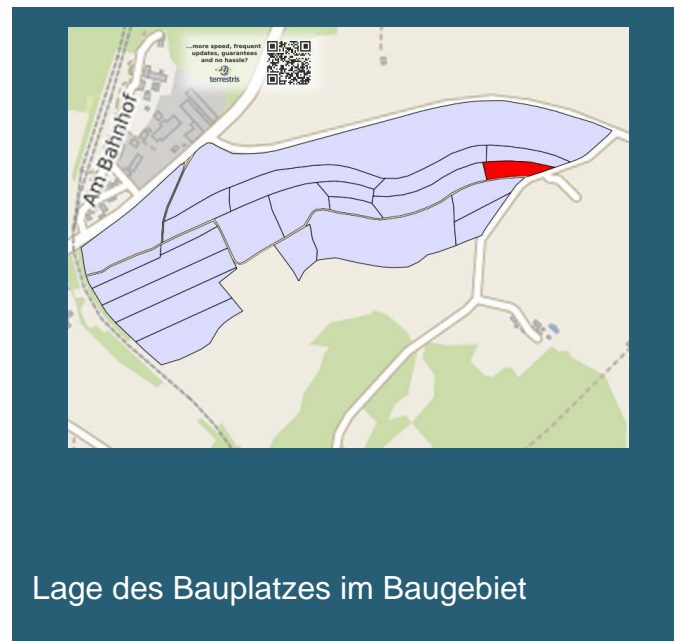 ...more speed, frequent
updates, guarantees
and no hassle?
terrestris
Am Bahnhof
Lage des Bauplatzes im Baugebiet